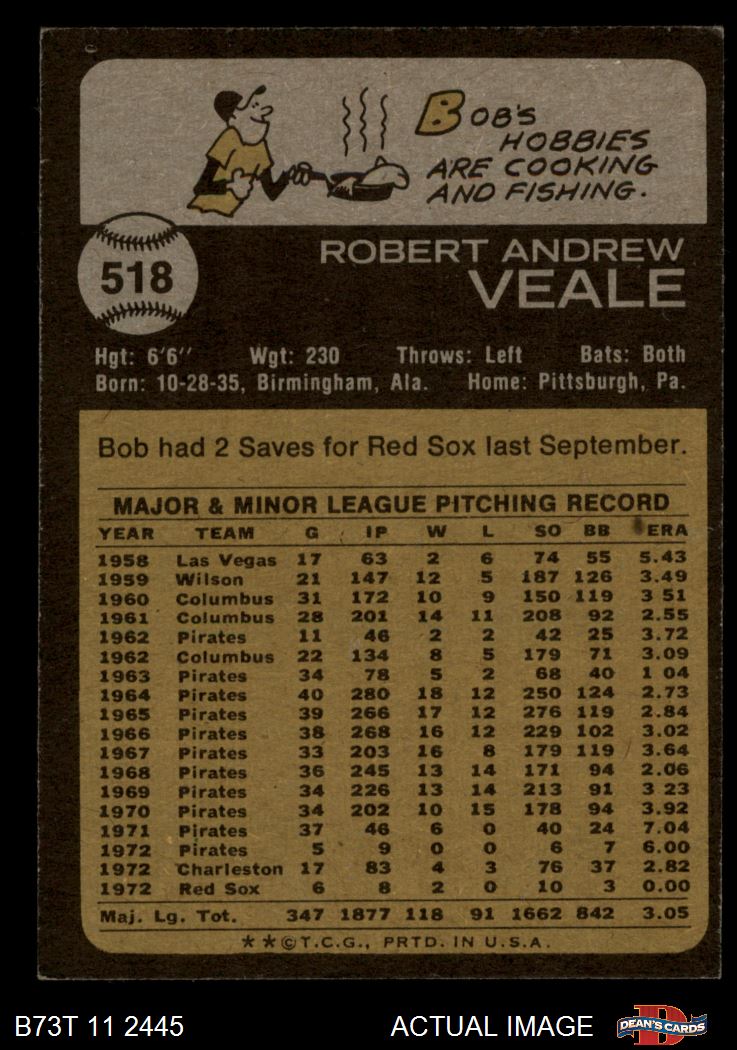 BOB'S
HOBBIES
ARE COOKING
AND FISHING.
518
ROBERT ANDREW
VEALE
Hgt: 6'6'' Wgt: 230 Throws: Left Bats: Both
Born: 10-28-35, Birmingham, Ala. Home: Pittsburgh, Pa.
Bob had 2 Saves for Red Sox last September.
MAJOR & MINOR LEAGUE PITCHING RECORD
YEAR TEAM G IP W L SO BB ERA
1958 Las Vegas 17 63 2 6 74 55 5.43
1959 Wilson 21 147 12 5 187 126 3.49
1960 Columbus 31 172 10 9 150 119 3 51
1961 Columbus 28 201 14 11 208 92 2.55
1962 Pirates 11 46 2 2 42 25 3.72
1962 Columbus 22 134 8 5 179 71 3.09
1963 Pirates 34 78 5 2 68 40 1 04
1964 Pirates 40 280 18 12 250 124 2.73
1965 Pirates 39 266 17 12 276 119 2.84
1966 Pirates 38 268 16 12 229 102 3.02
1967 Pirates 33 203 16 8 179 119 3.64
1968 Pirates 36 245 13 14 171 94 2.06
1969 Pirates 34 226 13 14 213 91 3 23
1970 Pirates 34 202 10 15 178 94 3.92
1971 Pirates 37 46 6 0 40 24 7.04
1972 Pirates 5 9 0 0 6 7 6.00
1972 Charleston 17 83 4 3 76 37 2.82
1972 Red Sox 6 8 2 0 10 3 0.00
Maj. Lg. Tot. 347 1877 118 91 1662 842 3.05
★★©T.C.G., PRTD. IN U.S.A.
B73T 11 2445 ACTUAL IMAGE D DEAN'S CARDS